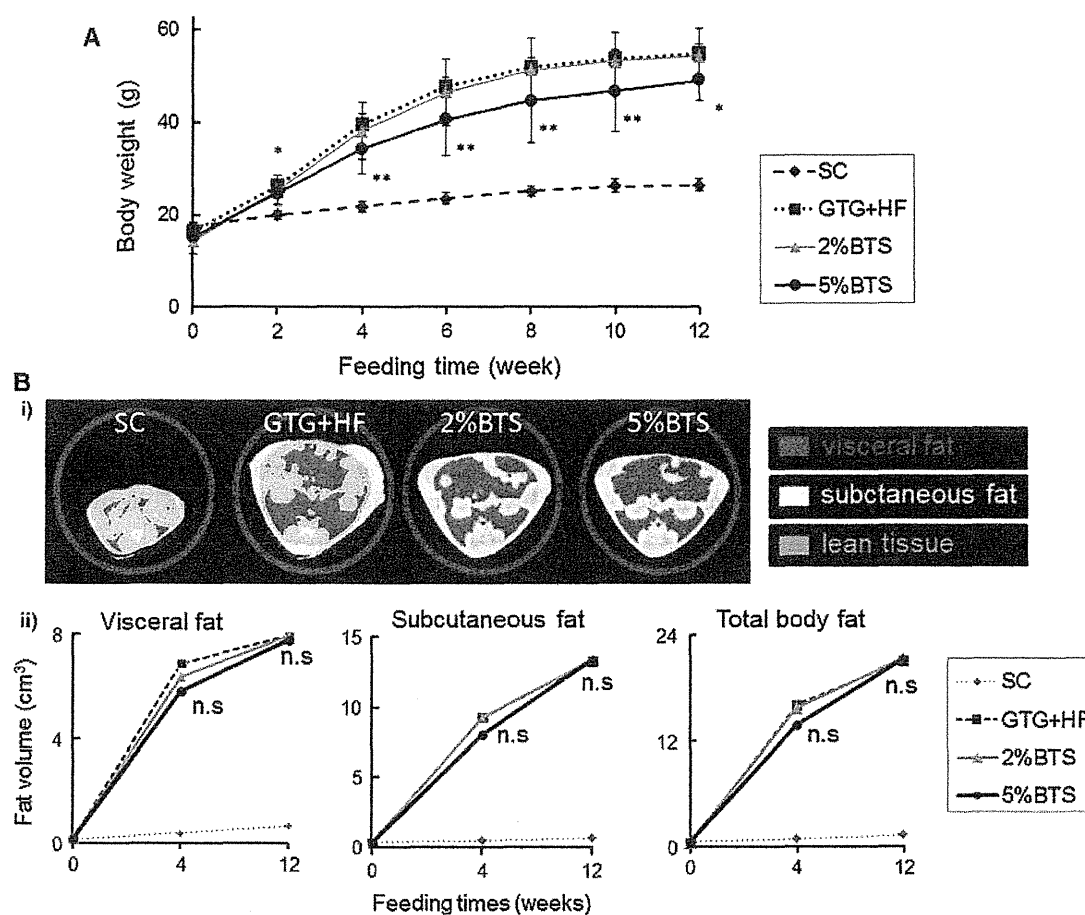 A
60
40
20
0
Body weight (g)
*
**
**
**
**
*
0 2 4 6 8 10 12
Feeding time (week)
SC
GTG+HF
2%BTS
5%BTS
B
i)
SC GTG+HF 2%BTS 5%BTS
visceral fat
subctaneous fat
lean tissue
ii)
Visceral fat
8
4
0
Fat volume (cm³)
n.s
n.s
0 4 12
Subcutaneous fat
15
10
5
0
n.s
n.s
0 4 12
Total body fat
24
12
0
n.s
n.s
0 4 12
Feeding times (weeks)
SC
GTG+HF
2%BTS
5%BTS